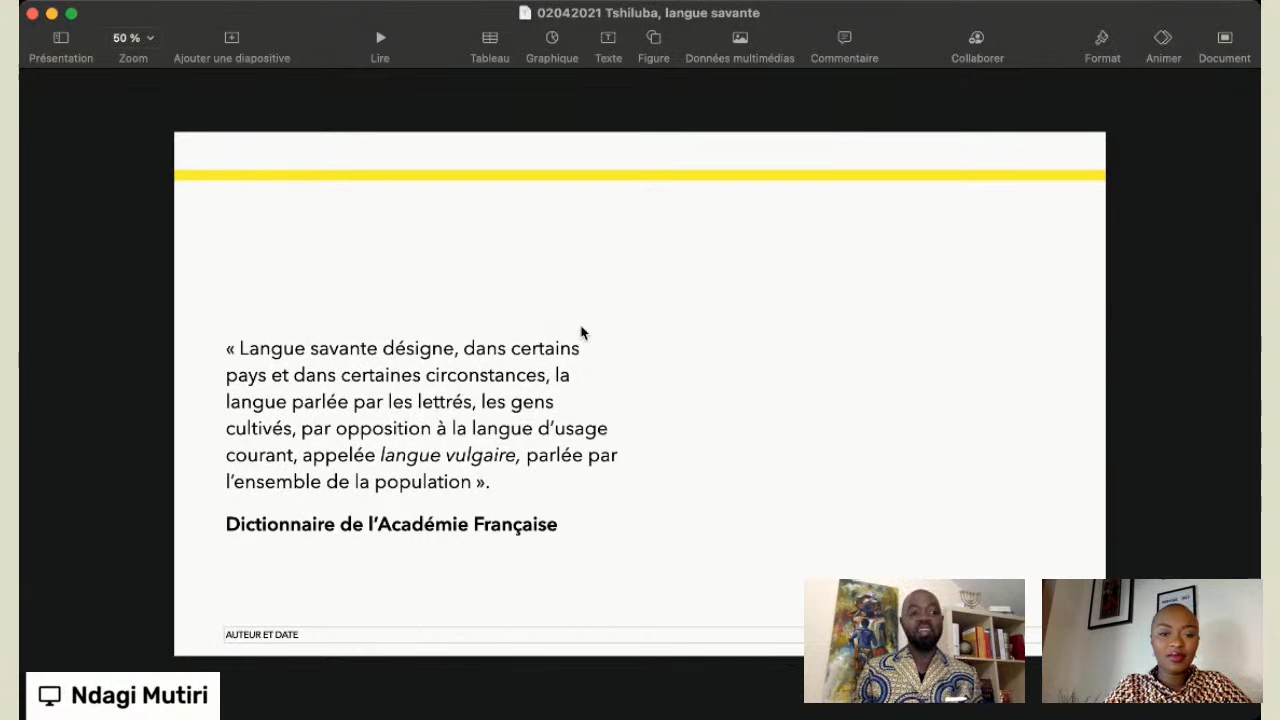 02042021 Tshiluba, langue savante
50 %
Présentation Zoom Ajouter une diapositive Lire Tableau Graphique Texte Figure Données multimédias Commentaire Collaborer Format Animer Document
« Langue savante désigne, dans certains
pays et dans certaines circonstances, la
langue parlée par les lettrés, les gens
cultivés, par opposition à la langue d’usage
courant, appelée langue vulgaire, parlée par
l’ensemble de la population ».
Dictionnaire de l’Académie Française
AUTEUR ET DATE
Ndagi Mutiri